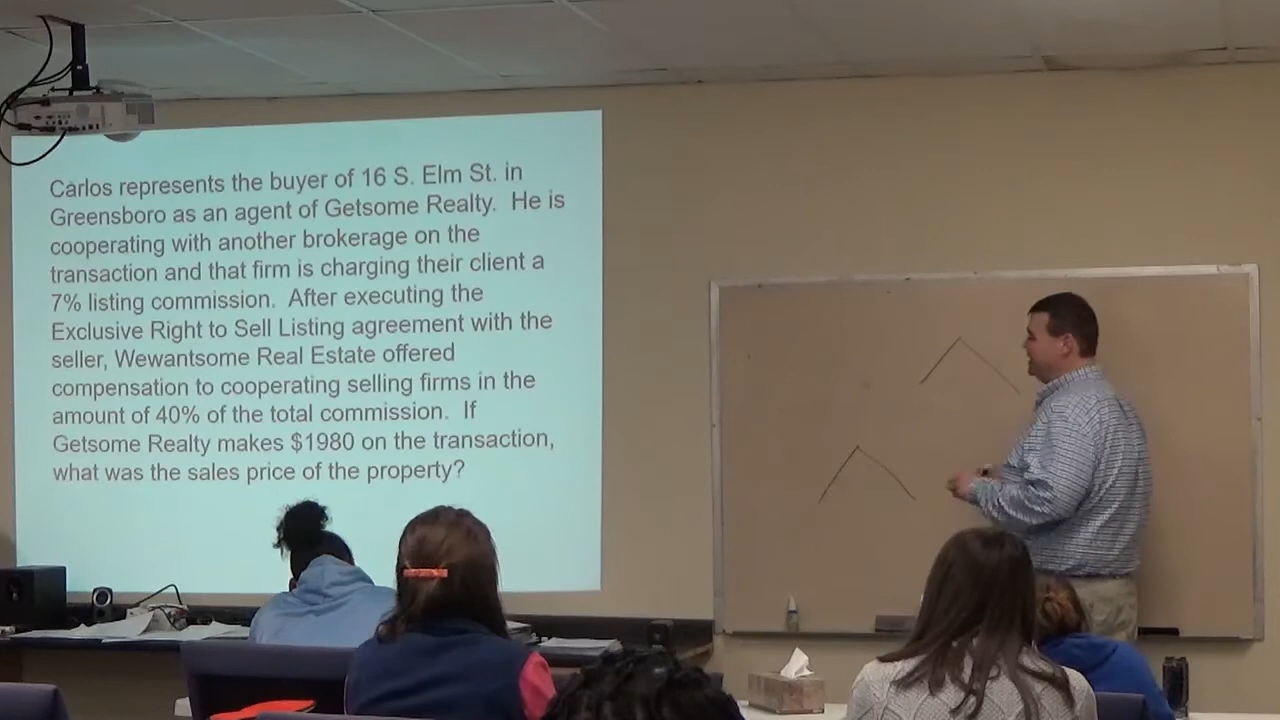 Carlos represents the buyer of 16 S. Elm St. in
Greensboro as an agent of Getsome Realty. He is
cooperating with another brokerage on the
transaction and that firm is charging their client a
7% listing commission. After executing the
Exclusive Right to Sell Listing agreement with the
seller, Wewantsome Real Estate offered
compensation to cooperating selling firms in the
amount of 40% of the total commission. If
Getsome Realty makes $1980 on the transaction,
what was the sales price of the property?